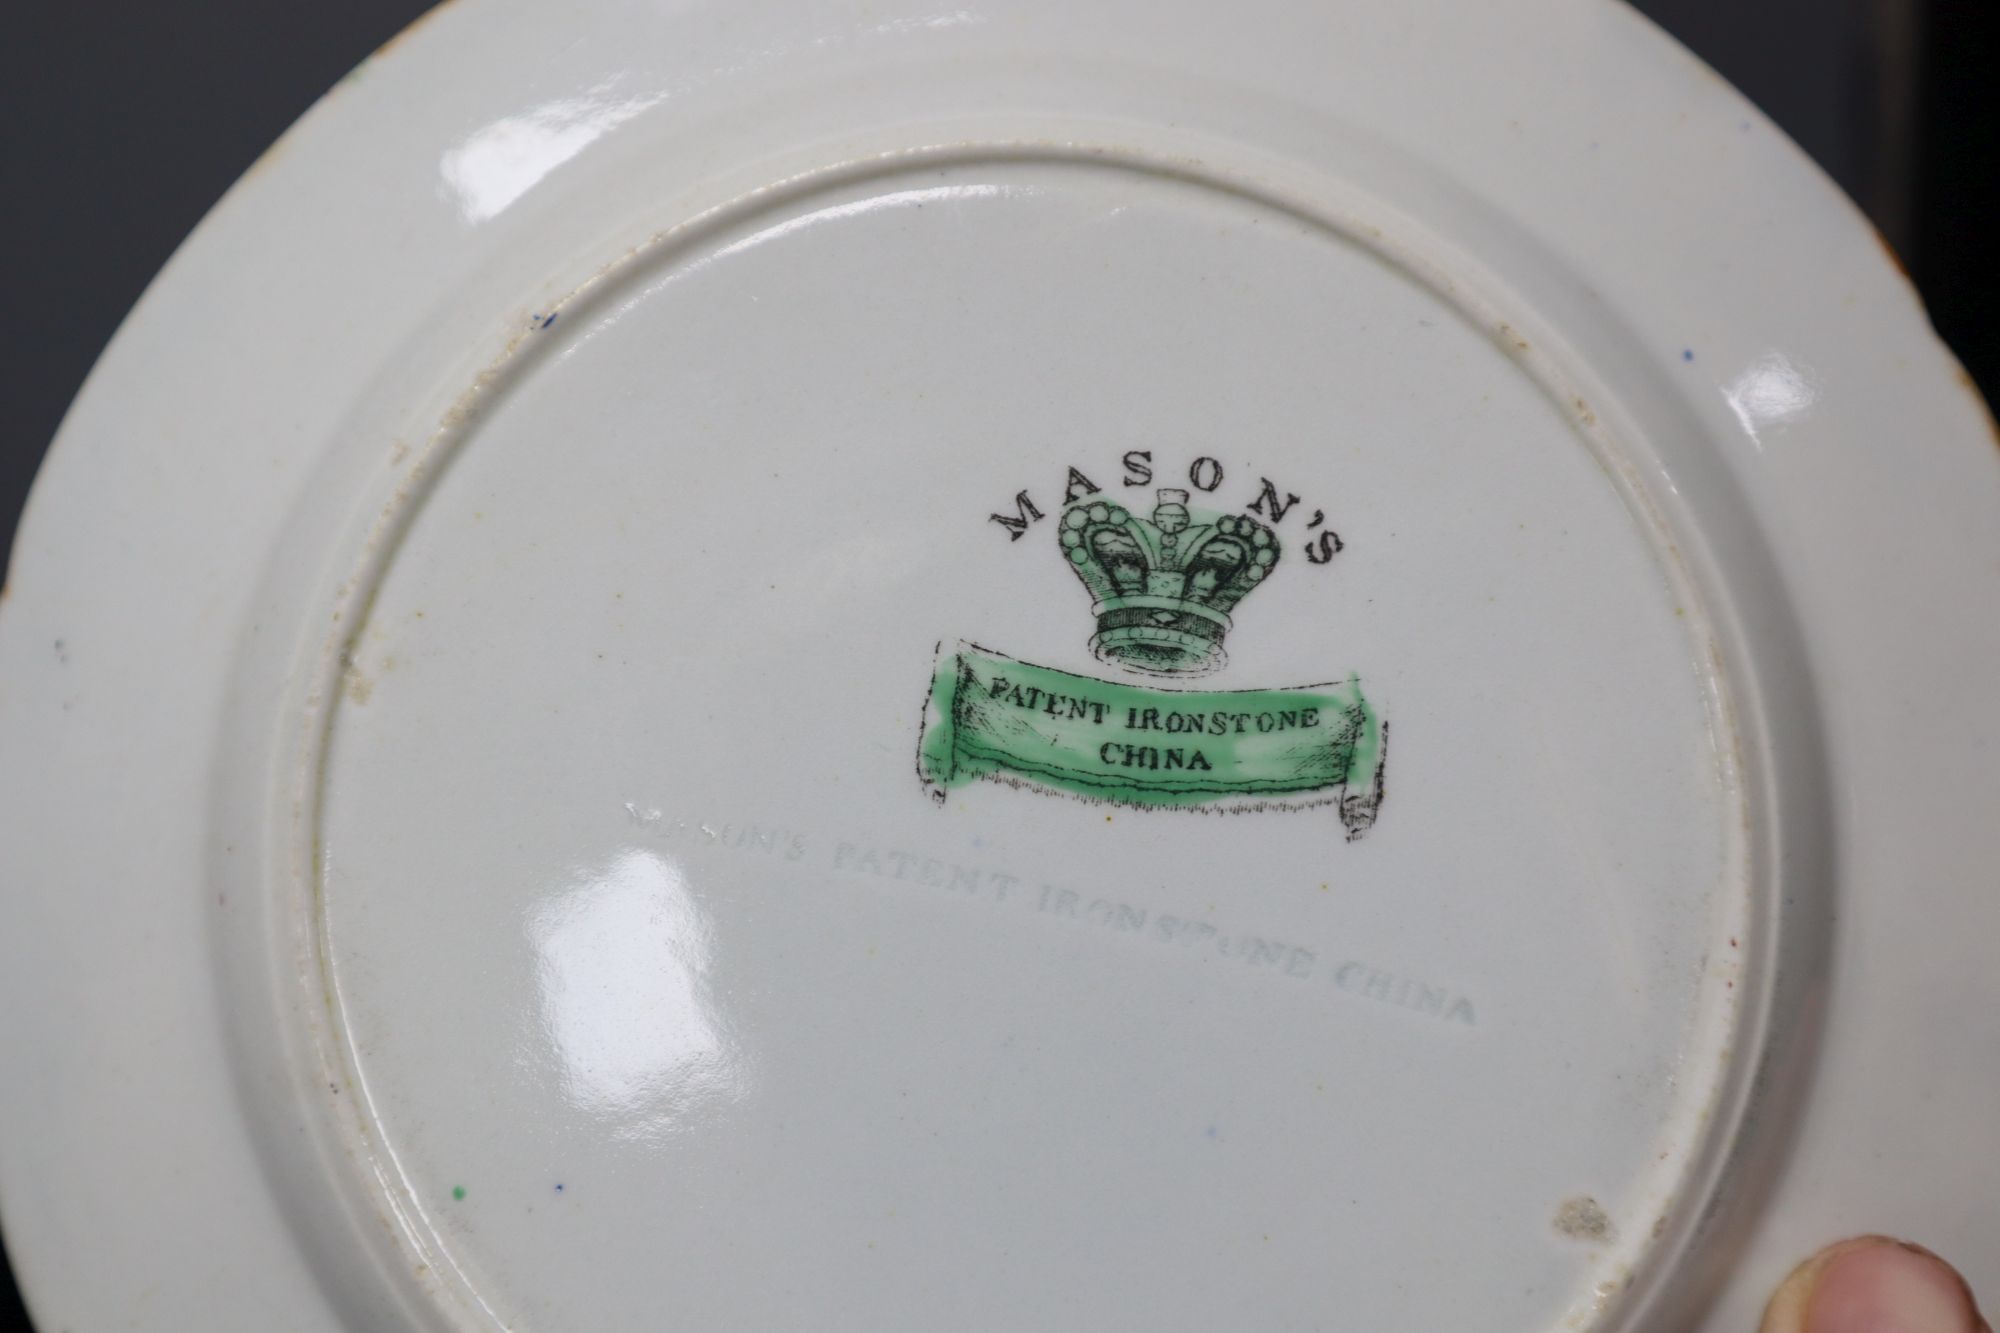 MASON'S
PATENT IRONSTONE
CHINA
MASON'S PATENT IRONSTONE CHINA